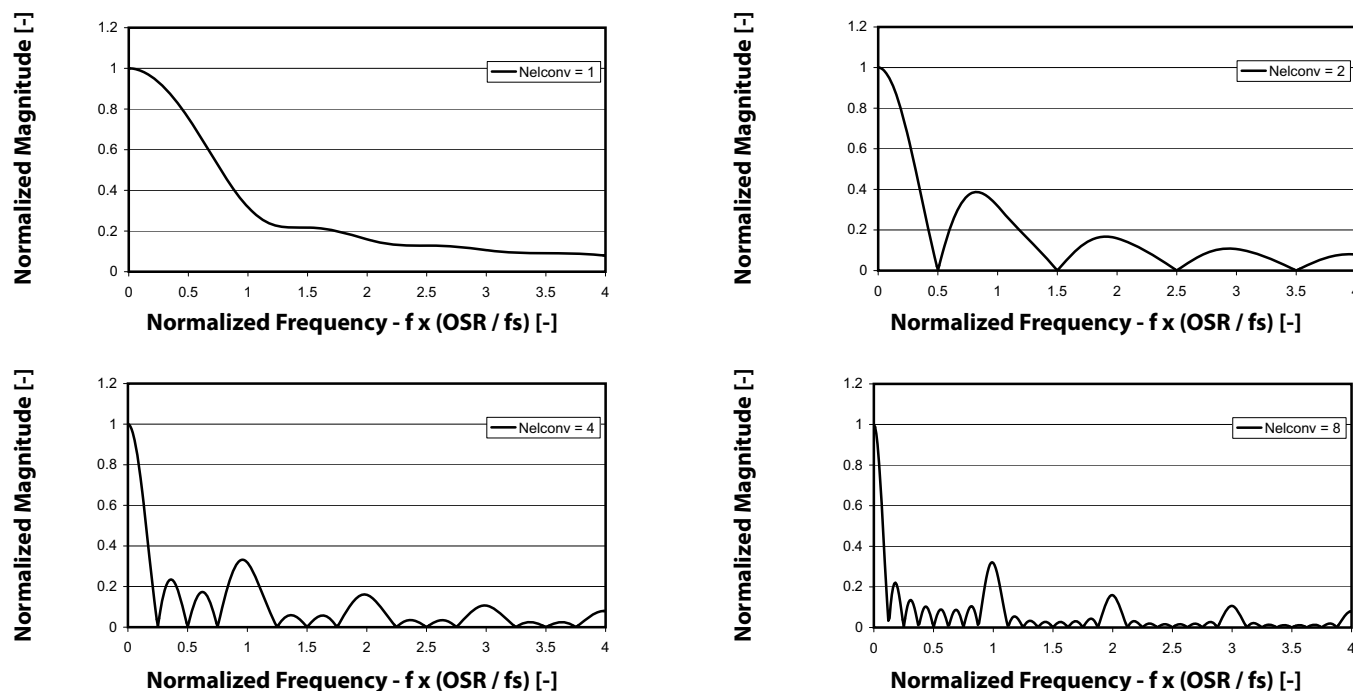 Normalized Magnitude [-]
1.2
1
0.8
0.6
0.4
0.2
0
Nelconv = 1
0 0.5 1 1.5 2 2.5 3 3.5 4
Normalized Frequency - f x (OSR / fs) [-]
Normalized Magnitude [-]
1.2
1
0.8
0.6
0.4
0.2
0
Nelconv = 2
0 0.5 1 1.5 2 2.5 3 3.5
Normalized Frequency - f x (OSR / fs) [-]
Normalized Magnitude [-]
1.2
1
0.8
0.6
0.4
0.2
0
Nelconv = 4
0 0.5 1 1.5 2 2.5 3 3.5 4
Normalized Frequency - f x (OSR / fs) [-]
Normalized Magnitude [-]
1.2
1
0.8
0.6
0.4
0.2
0
Nelconv = 8
0 0.5 1 1.5 2 2.5 3 3.5 4
Normalized Frequency - f x (OSR / fs) [-]